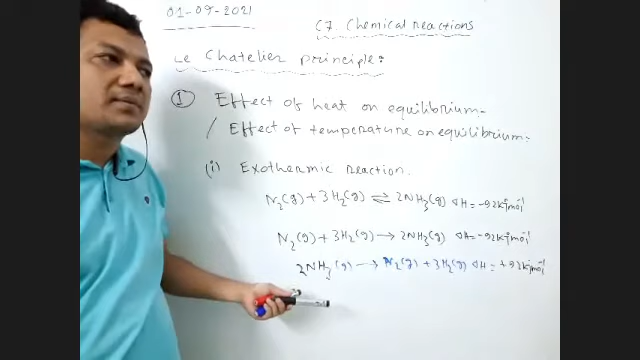 01-09-2021
C7. Chemical reactions
Le Chatelier principle:
① Effect of heat on equilibrium.
/ Effect of temperature on equilibrium.
(i) Exothermic reaction.
N₂(g) + 3H₂(g) ⇌ 2NH₃(g) ΔH = -92kJmol⁻¹
N₂(g) + 3H₂(g) → 2NH₃(g) ΔH = -92kJmol⁻¹
2NH₃(g) → N₂(g) + 3H₂(g) ΔH = +92kJmol⁻¹